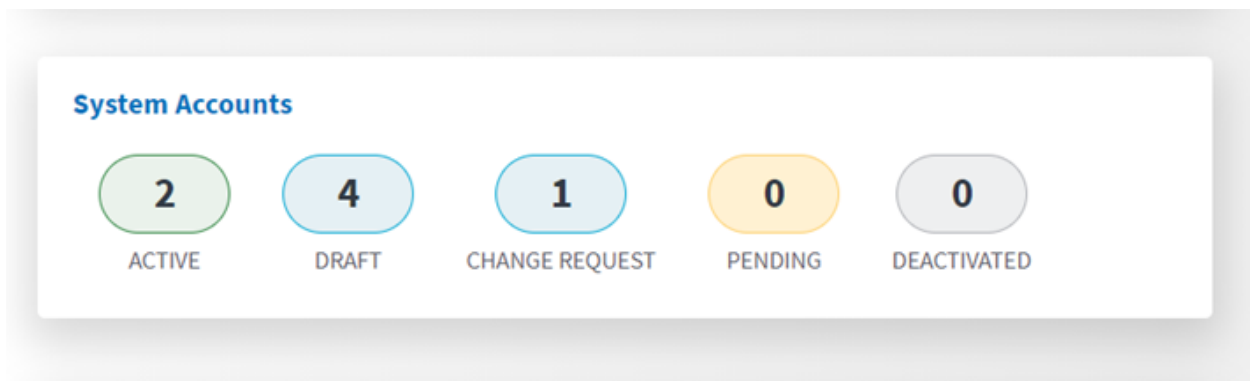 System Accounts
2 4 1 0 0
ACTIVE DRAFT CHANGE REQUEST PENDING DEACTIVATED